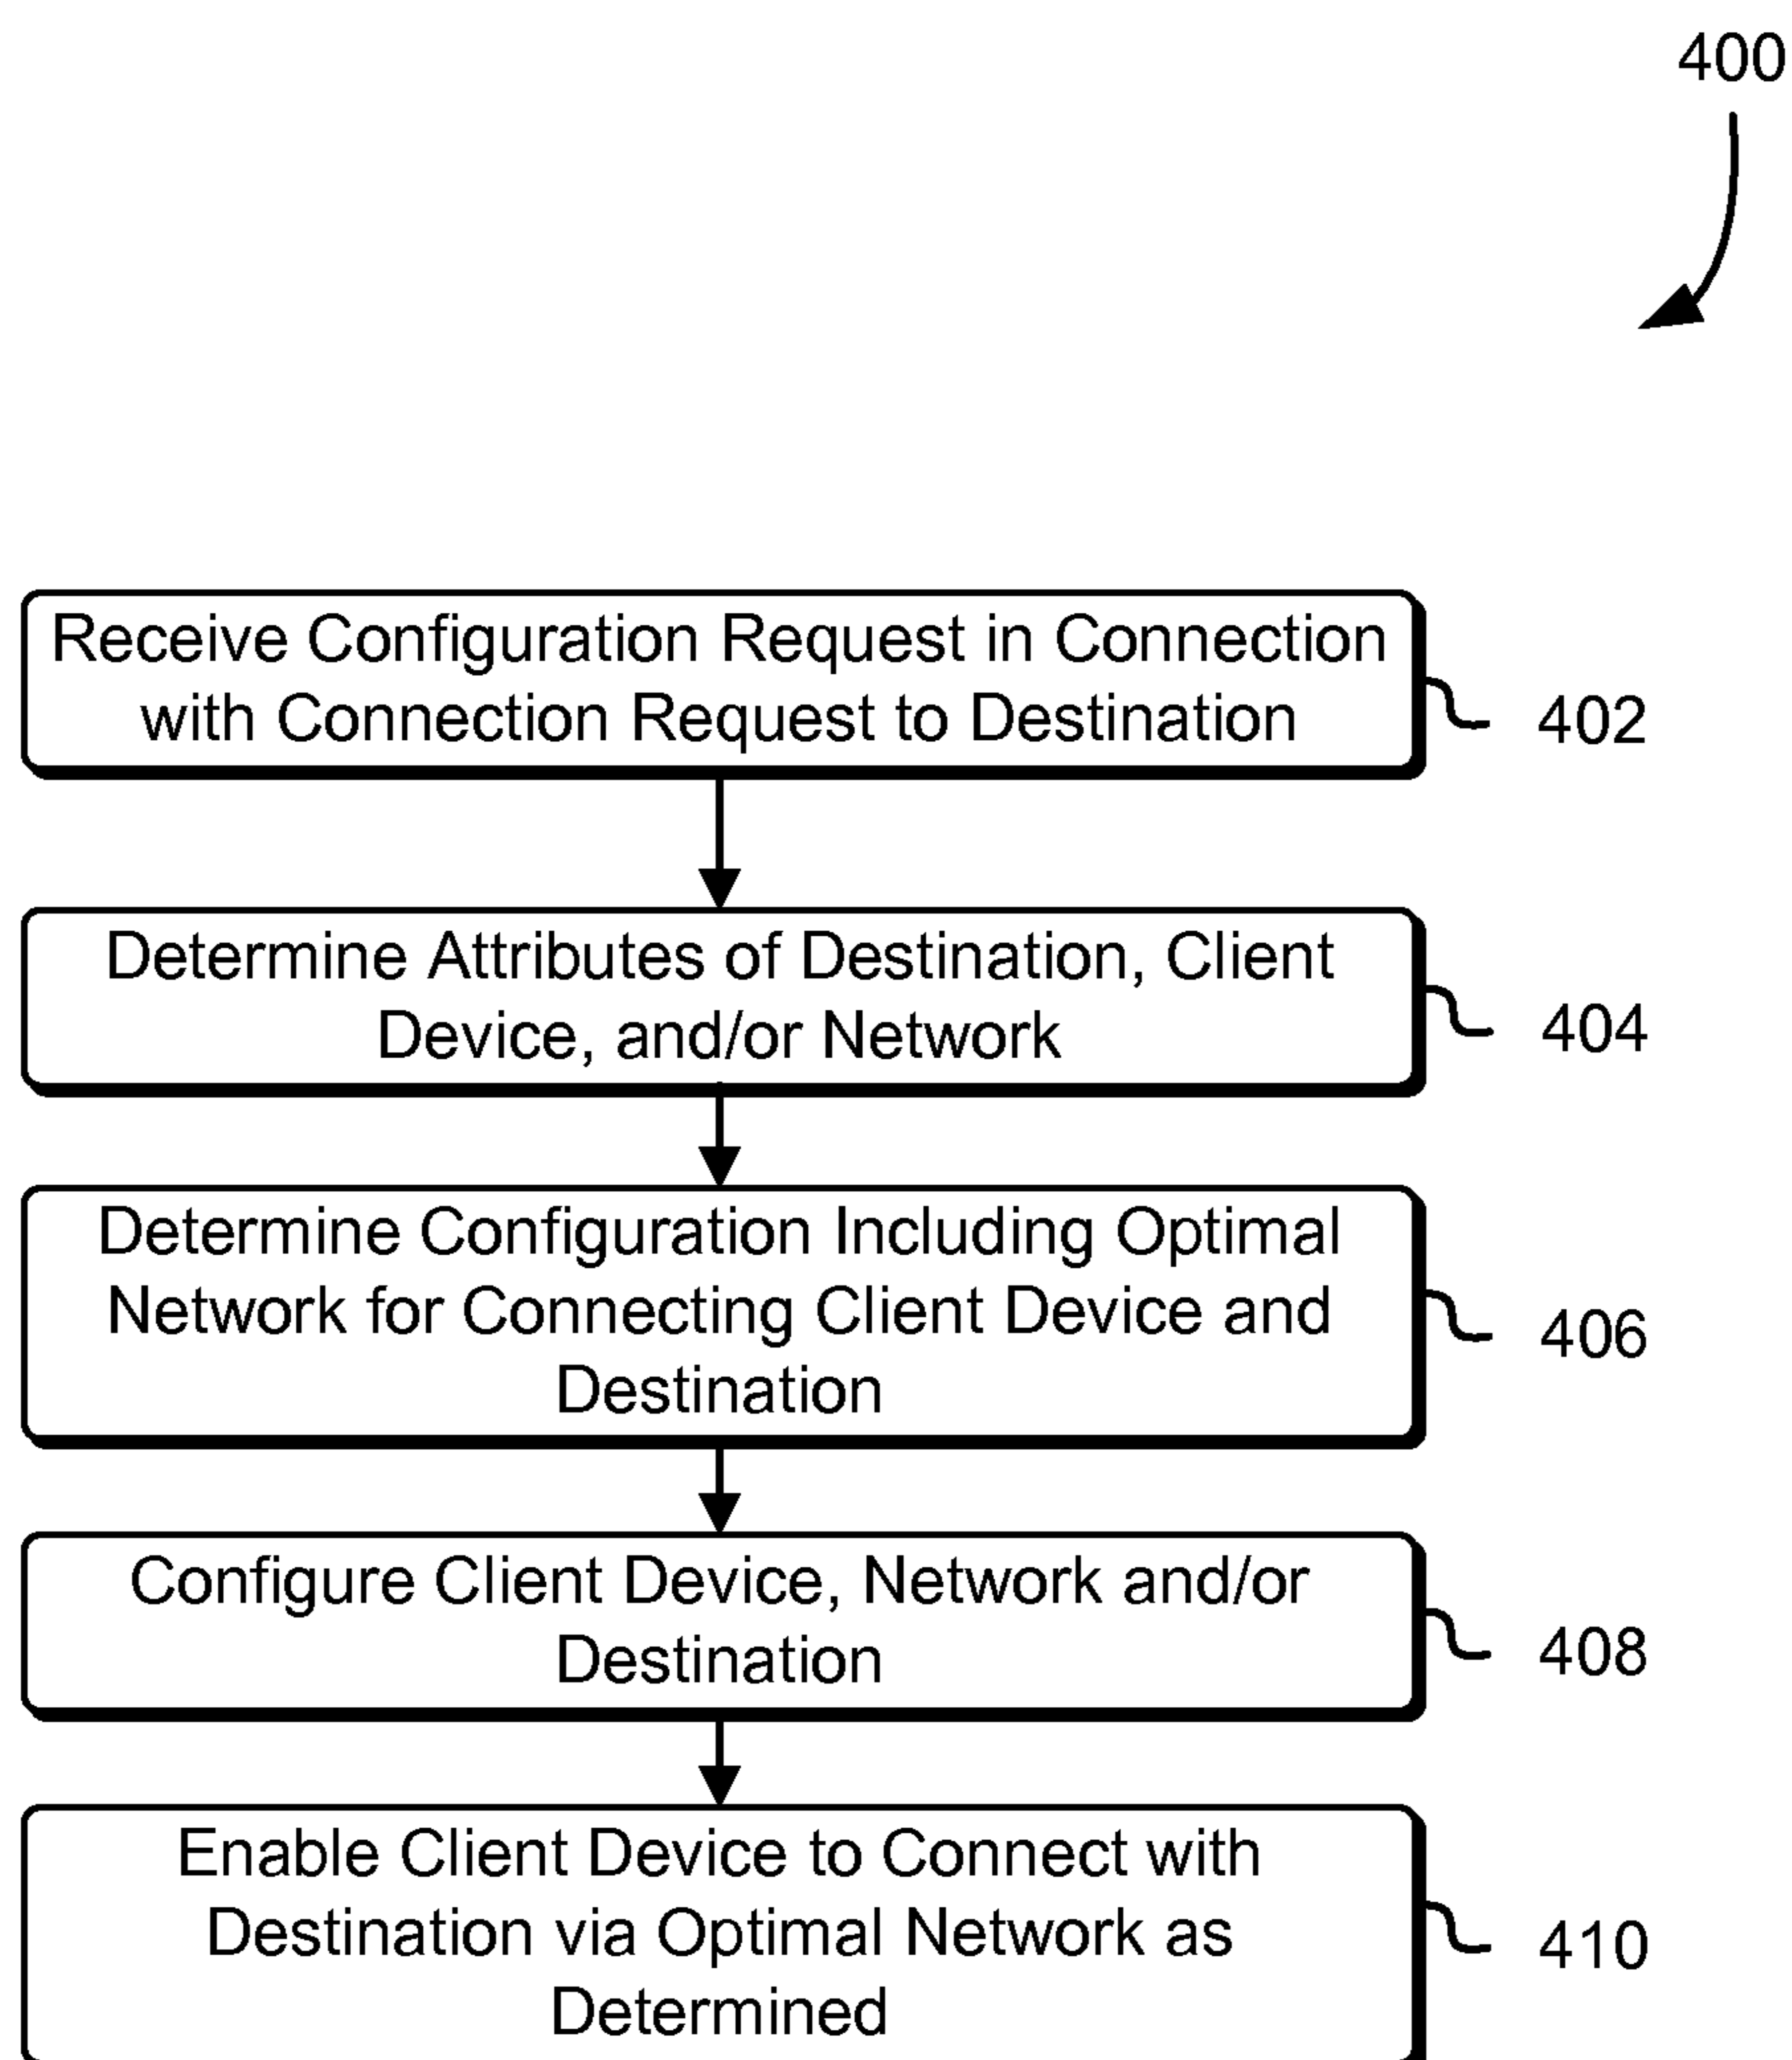 400
Receive Configuration Request in Connection
with Connection Request to Destination
402
Determine Attributes of Destination, Client
Device, and/or Network
404
Determine Configuration Including Optimal
Network for Connecting Client Device and
Destination
406
Configure Client Device, Network and/or
Destination
408
Enable Client Device to Connect with
Destination via Optimal Network as
Determined
410